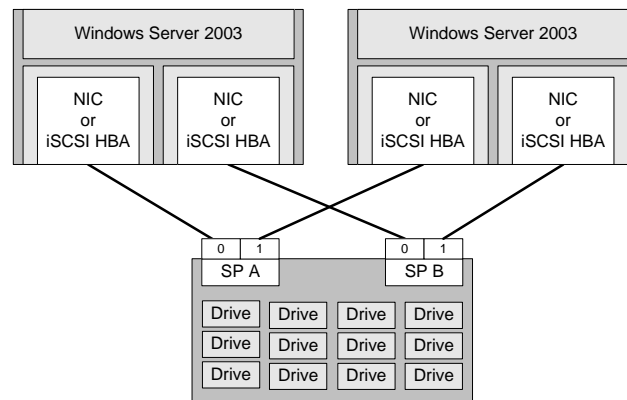 Windows Server 2003
Windows Server 2003
NIC
or
iSCSI HBA
NIC
or
iSCSI HBA
NIC
or
iSCSI HBA
NIC
or
iSCSI HBA
0 1
SP A
0 1
SP B
Drive Drive Drive Drive
Drive Drive Drive Drive
Drive Drive Drive Drive